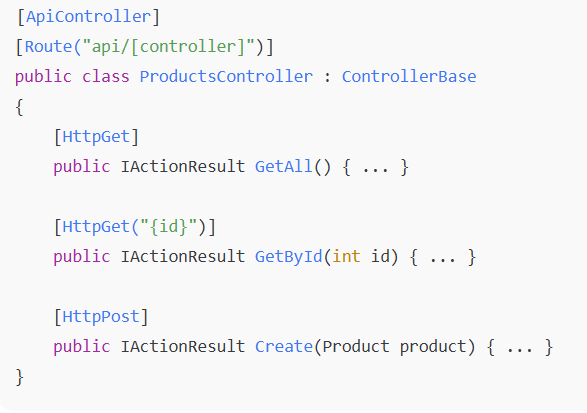 [ApiController]
[Route("api/[controller]")]
public class ProductsController : ControllerBase
{
    [HttpGet]
    public IActionResult GetAll() { ... }

    [HttpGet("{id}")]
    public IActionResult GetById(int id) { ... }

    [HttpPost]
    public IActionResult Create(Product product) { ... }
}